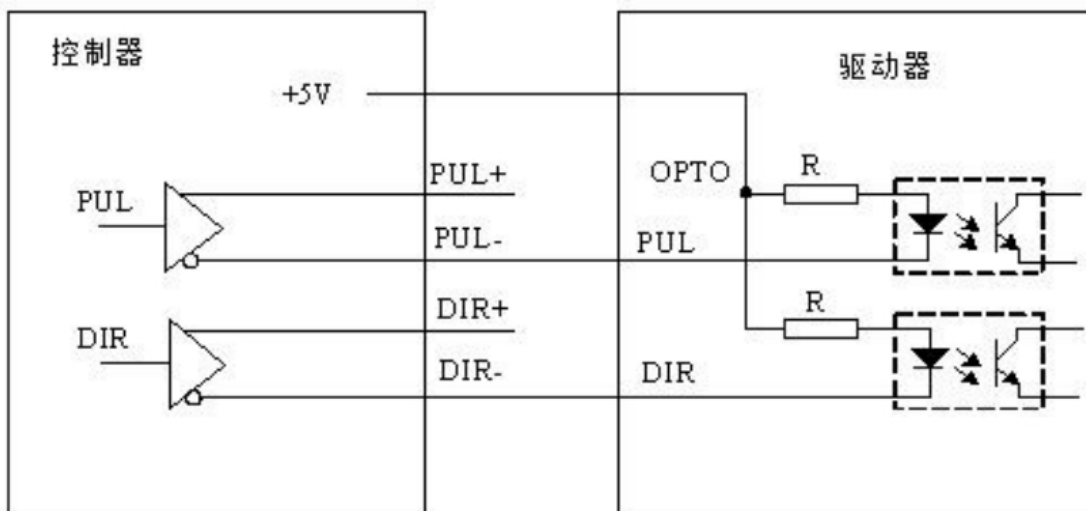 控制器
驱动器
+5V
PUL+
OPTO
R
PUL
PUL-
PUL
R
DIR+
DIR
DIR-
DIR